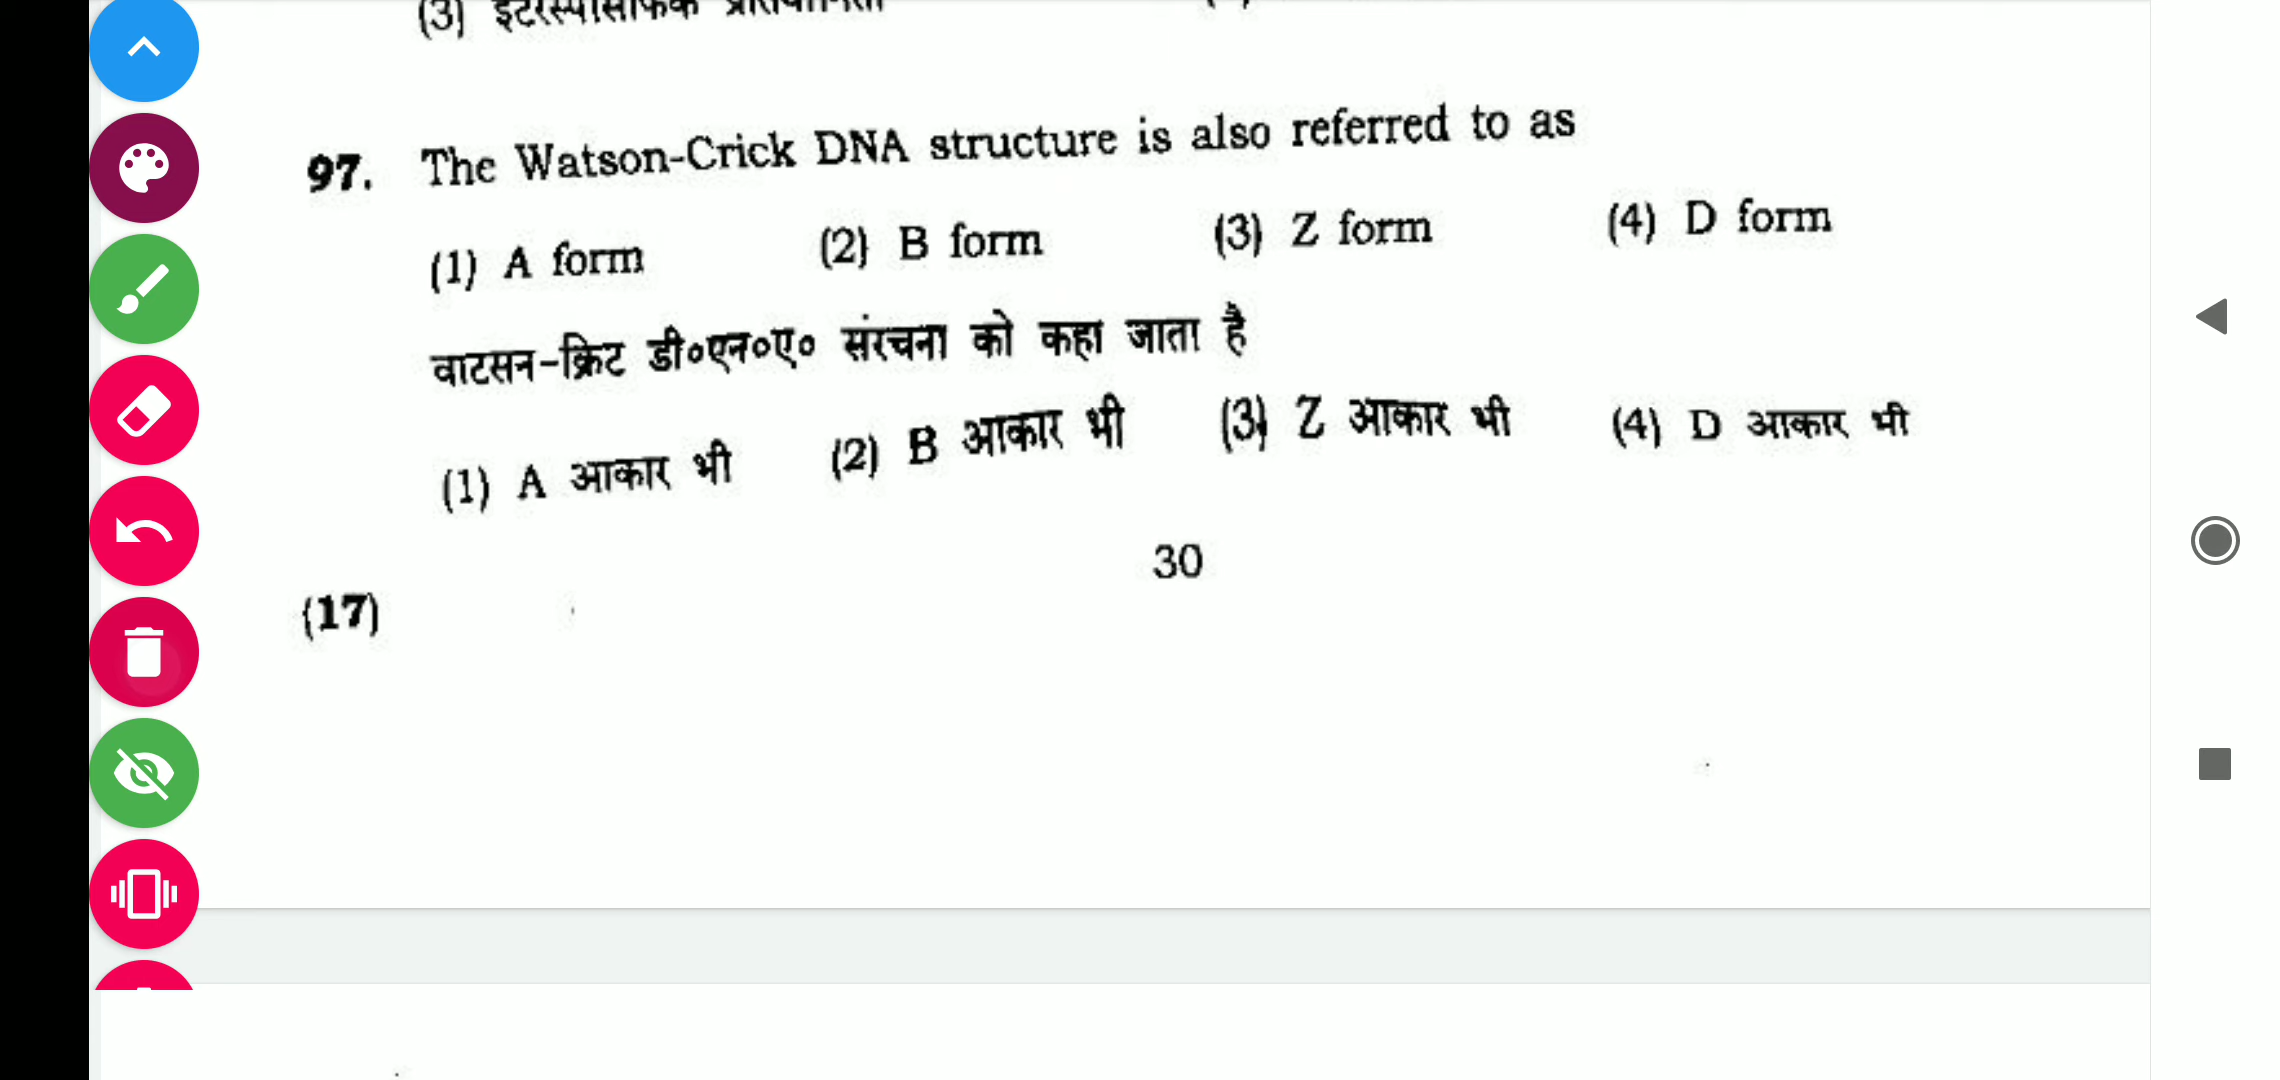 (3)
97. The Watson-Crick DNA structure is also referred to as
(1) A form (2) B form (3) Z form (4) D form
वाटसन-क्रिट डी०एन०ए० संरचना को कहा जाता है
(1) A आकार भी (2) B आकार भी (3) Z आकार भी (4) D आकार भी
30
(17)